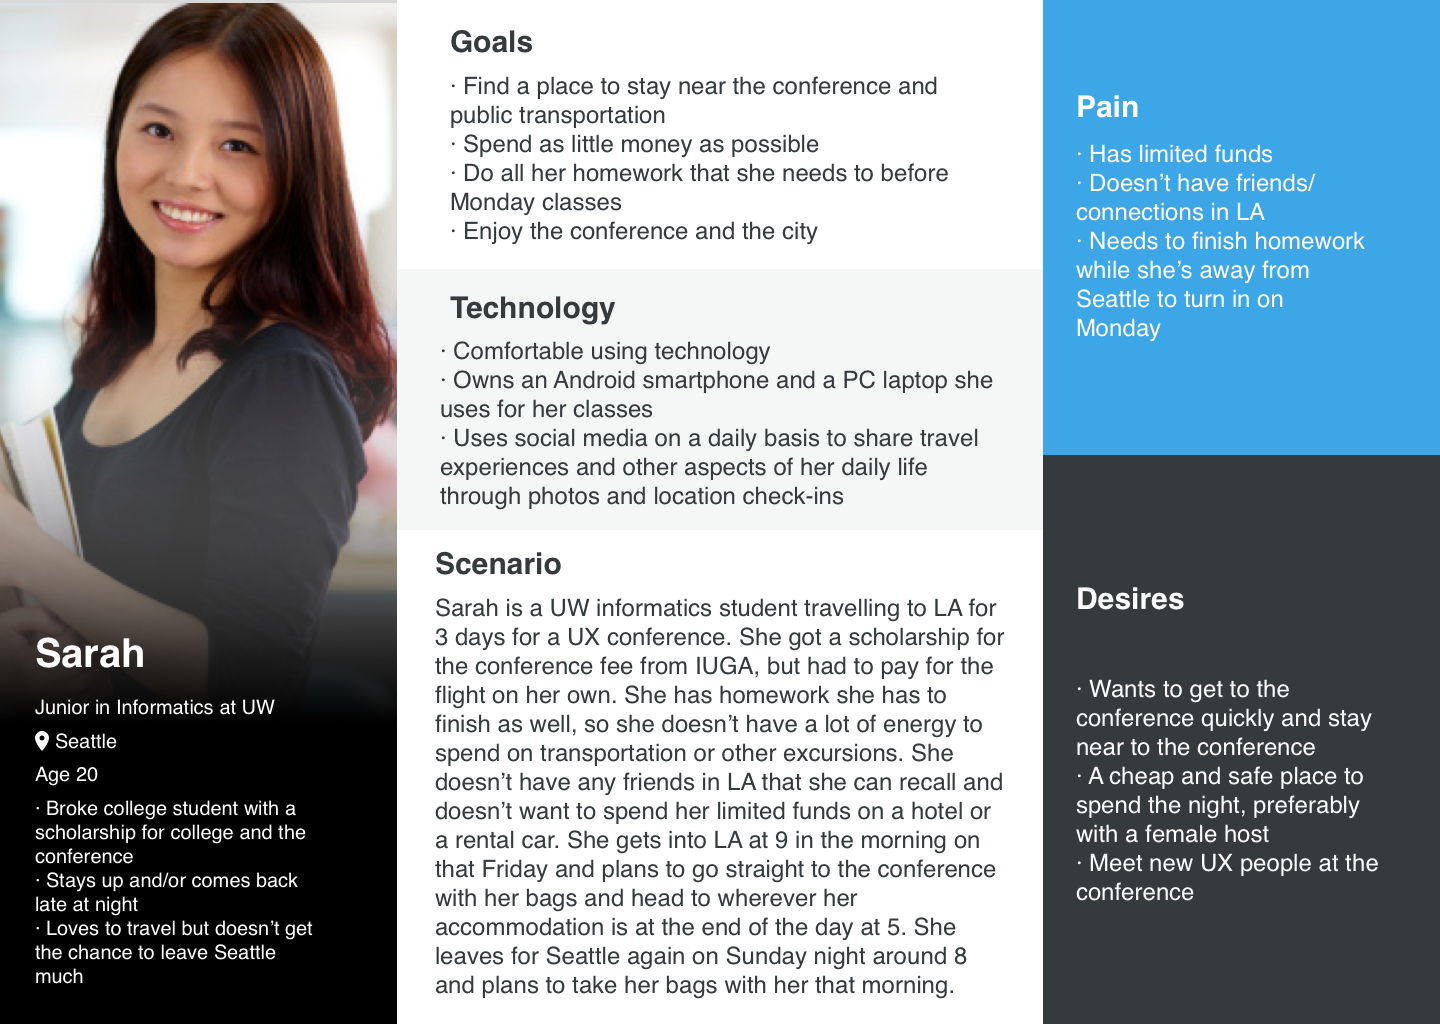 Sarah
Junior in Informatics at UW
Seattle
Age 20
· Broke college student with a
scholarship for college and the
conference
· Stays up and/or comes back
late at night
· Loves to travel but doesn’t get
the chance to leave Seattle
much
Goals
· Find a place to stay near the conference and
public transportation
· Spend as little money as possible
· Do all her homework that she needs to before
Monday classes
· Enjoy the conference and the city
Technology
· Comfortable using technology
· Owns an Android smartphone and a PC laptop she
uses for her classes
· Uses social media on a daily basis to share travel
experiences and other aspects of her daily life
through photos and location check-ins
Scenario
Sarah is a UW informatics student travelling to LA for
3 days for a UX conference. She got a scholarship for
the conference fee from IUGA, but had to pay for the
flight on her own. She has homework she has to
finish as well, so she doesn’t have a lot of energy to
spend on transportation or other excursions. She
doesn’t have any friends in LA that she can recall and
doesn’t want to spend her limited funds on a hotel or
a rental car. She gets into LA at 9 in the morning on
that Friday and plans to go straight to the conference
with her bags and head to wherever her
accommodation is at the end of the day at 5. She
leaves for Seattle again on Sunday night around 8
and plans to take her bags with her that morning.
Pain
· Has limited funds
· Doesn’t have friends/
connections in LA
· Needs to finish homework
while she’s away from
Seattle to turn in on
Monday
Desires
· Wants to get to the
conference quickly and stay
near to the conference
· A cheap and safe place to
spend the night, preferably
with a female host
· Meet new UX people at the
conference